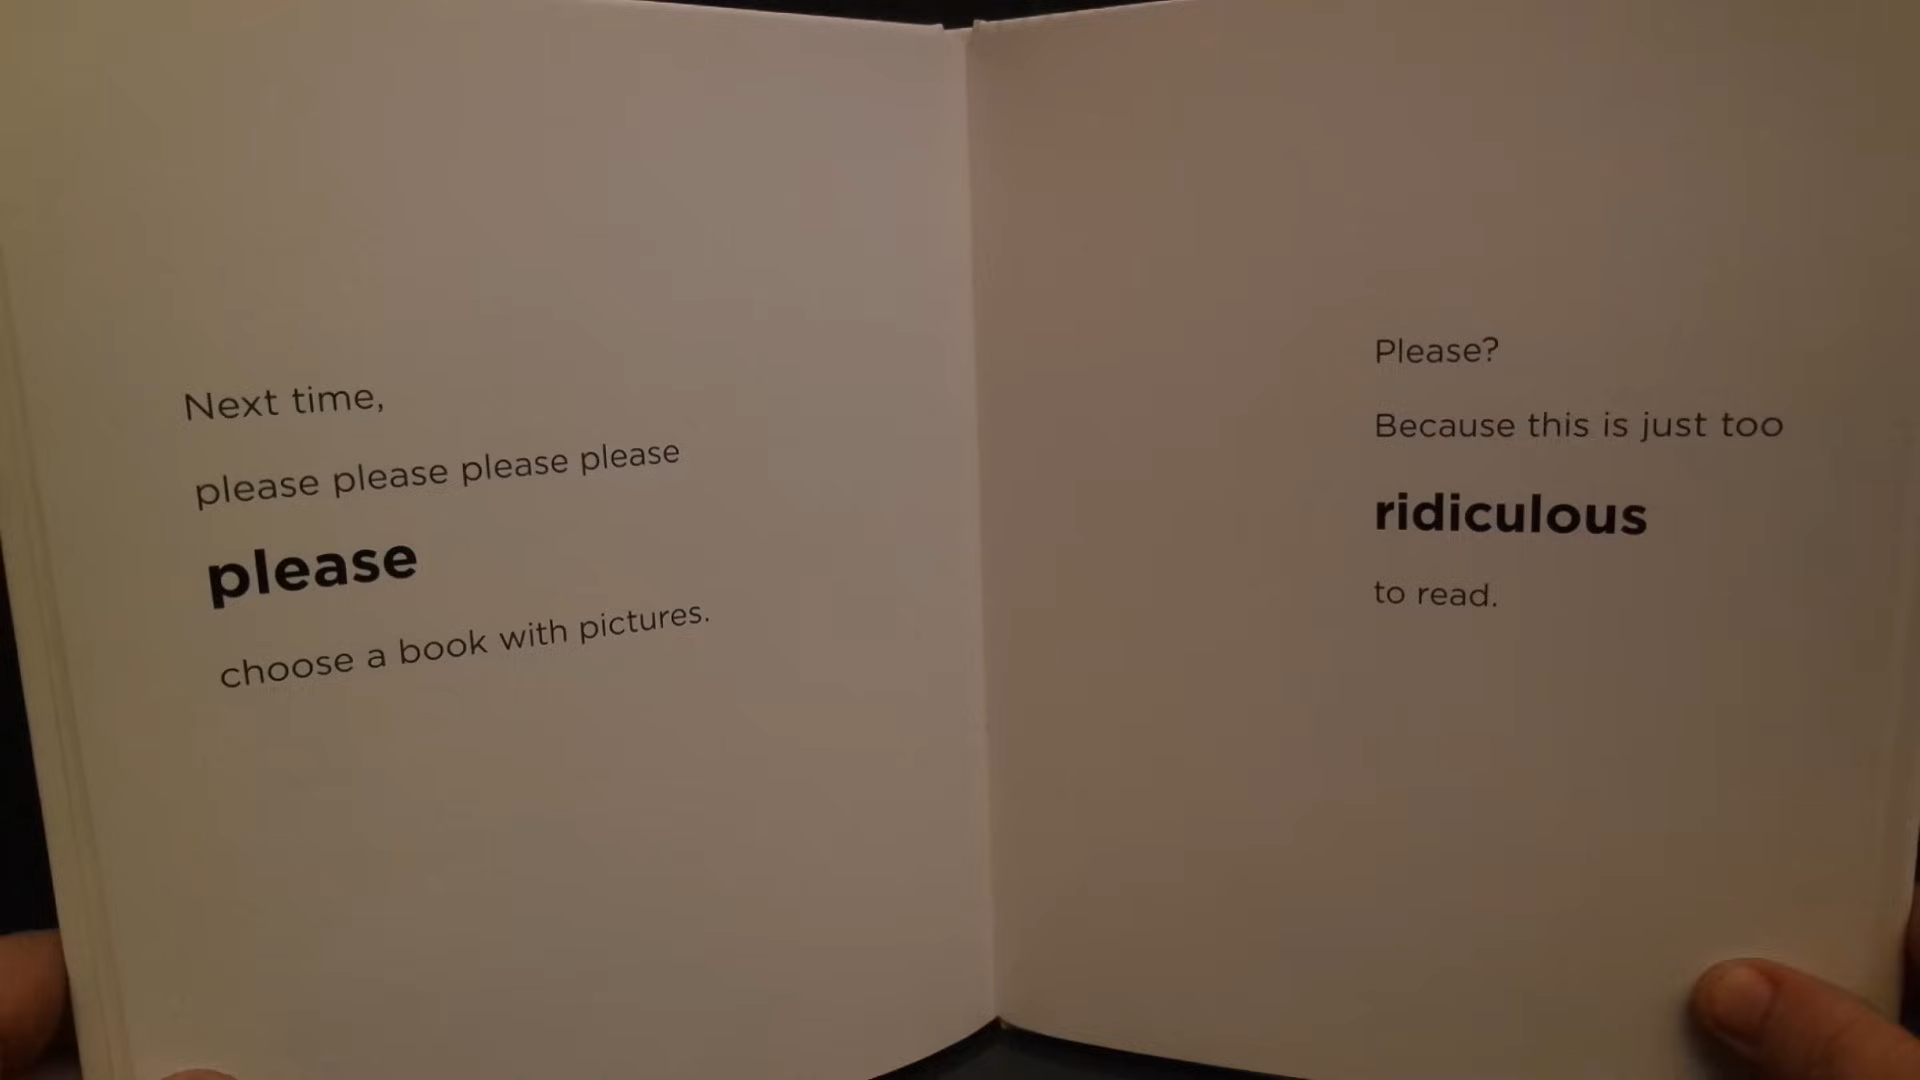 Next time,
please please please please
please
choose a book with pictures.
Please?
Because this is just too
ridiculous
to read.